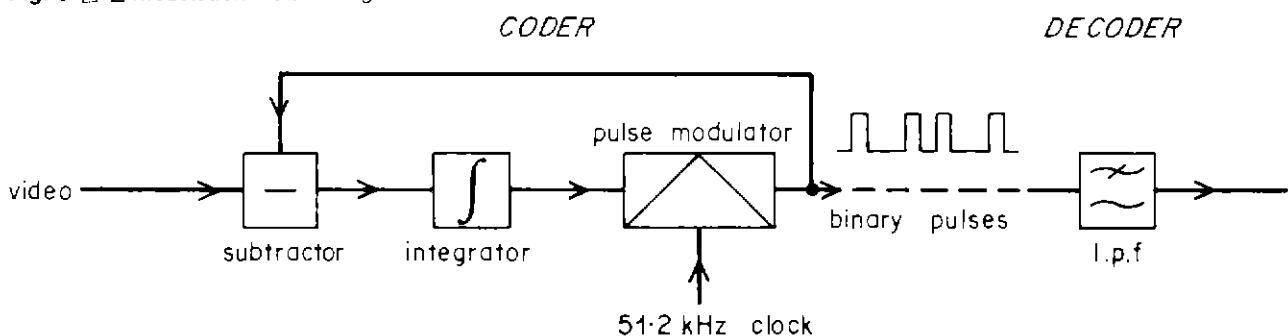 CODER
DECODER
pulse modulator
video
subtractor
integrator
binary pulses
l.p.f
51·2 kHz clock